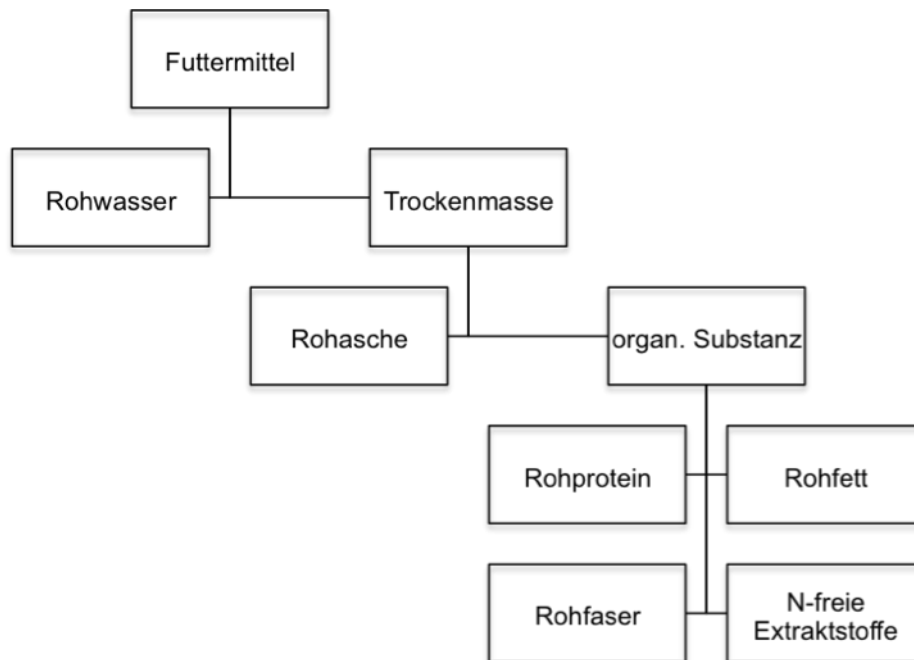 Futtermittel
Rohwasser
Trockenmasse
Rohasche
organ. Substanz
Rohprotein
Rohfett
Rohfaser
N-freie
Extraktstoffe